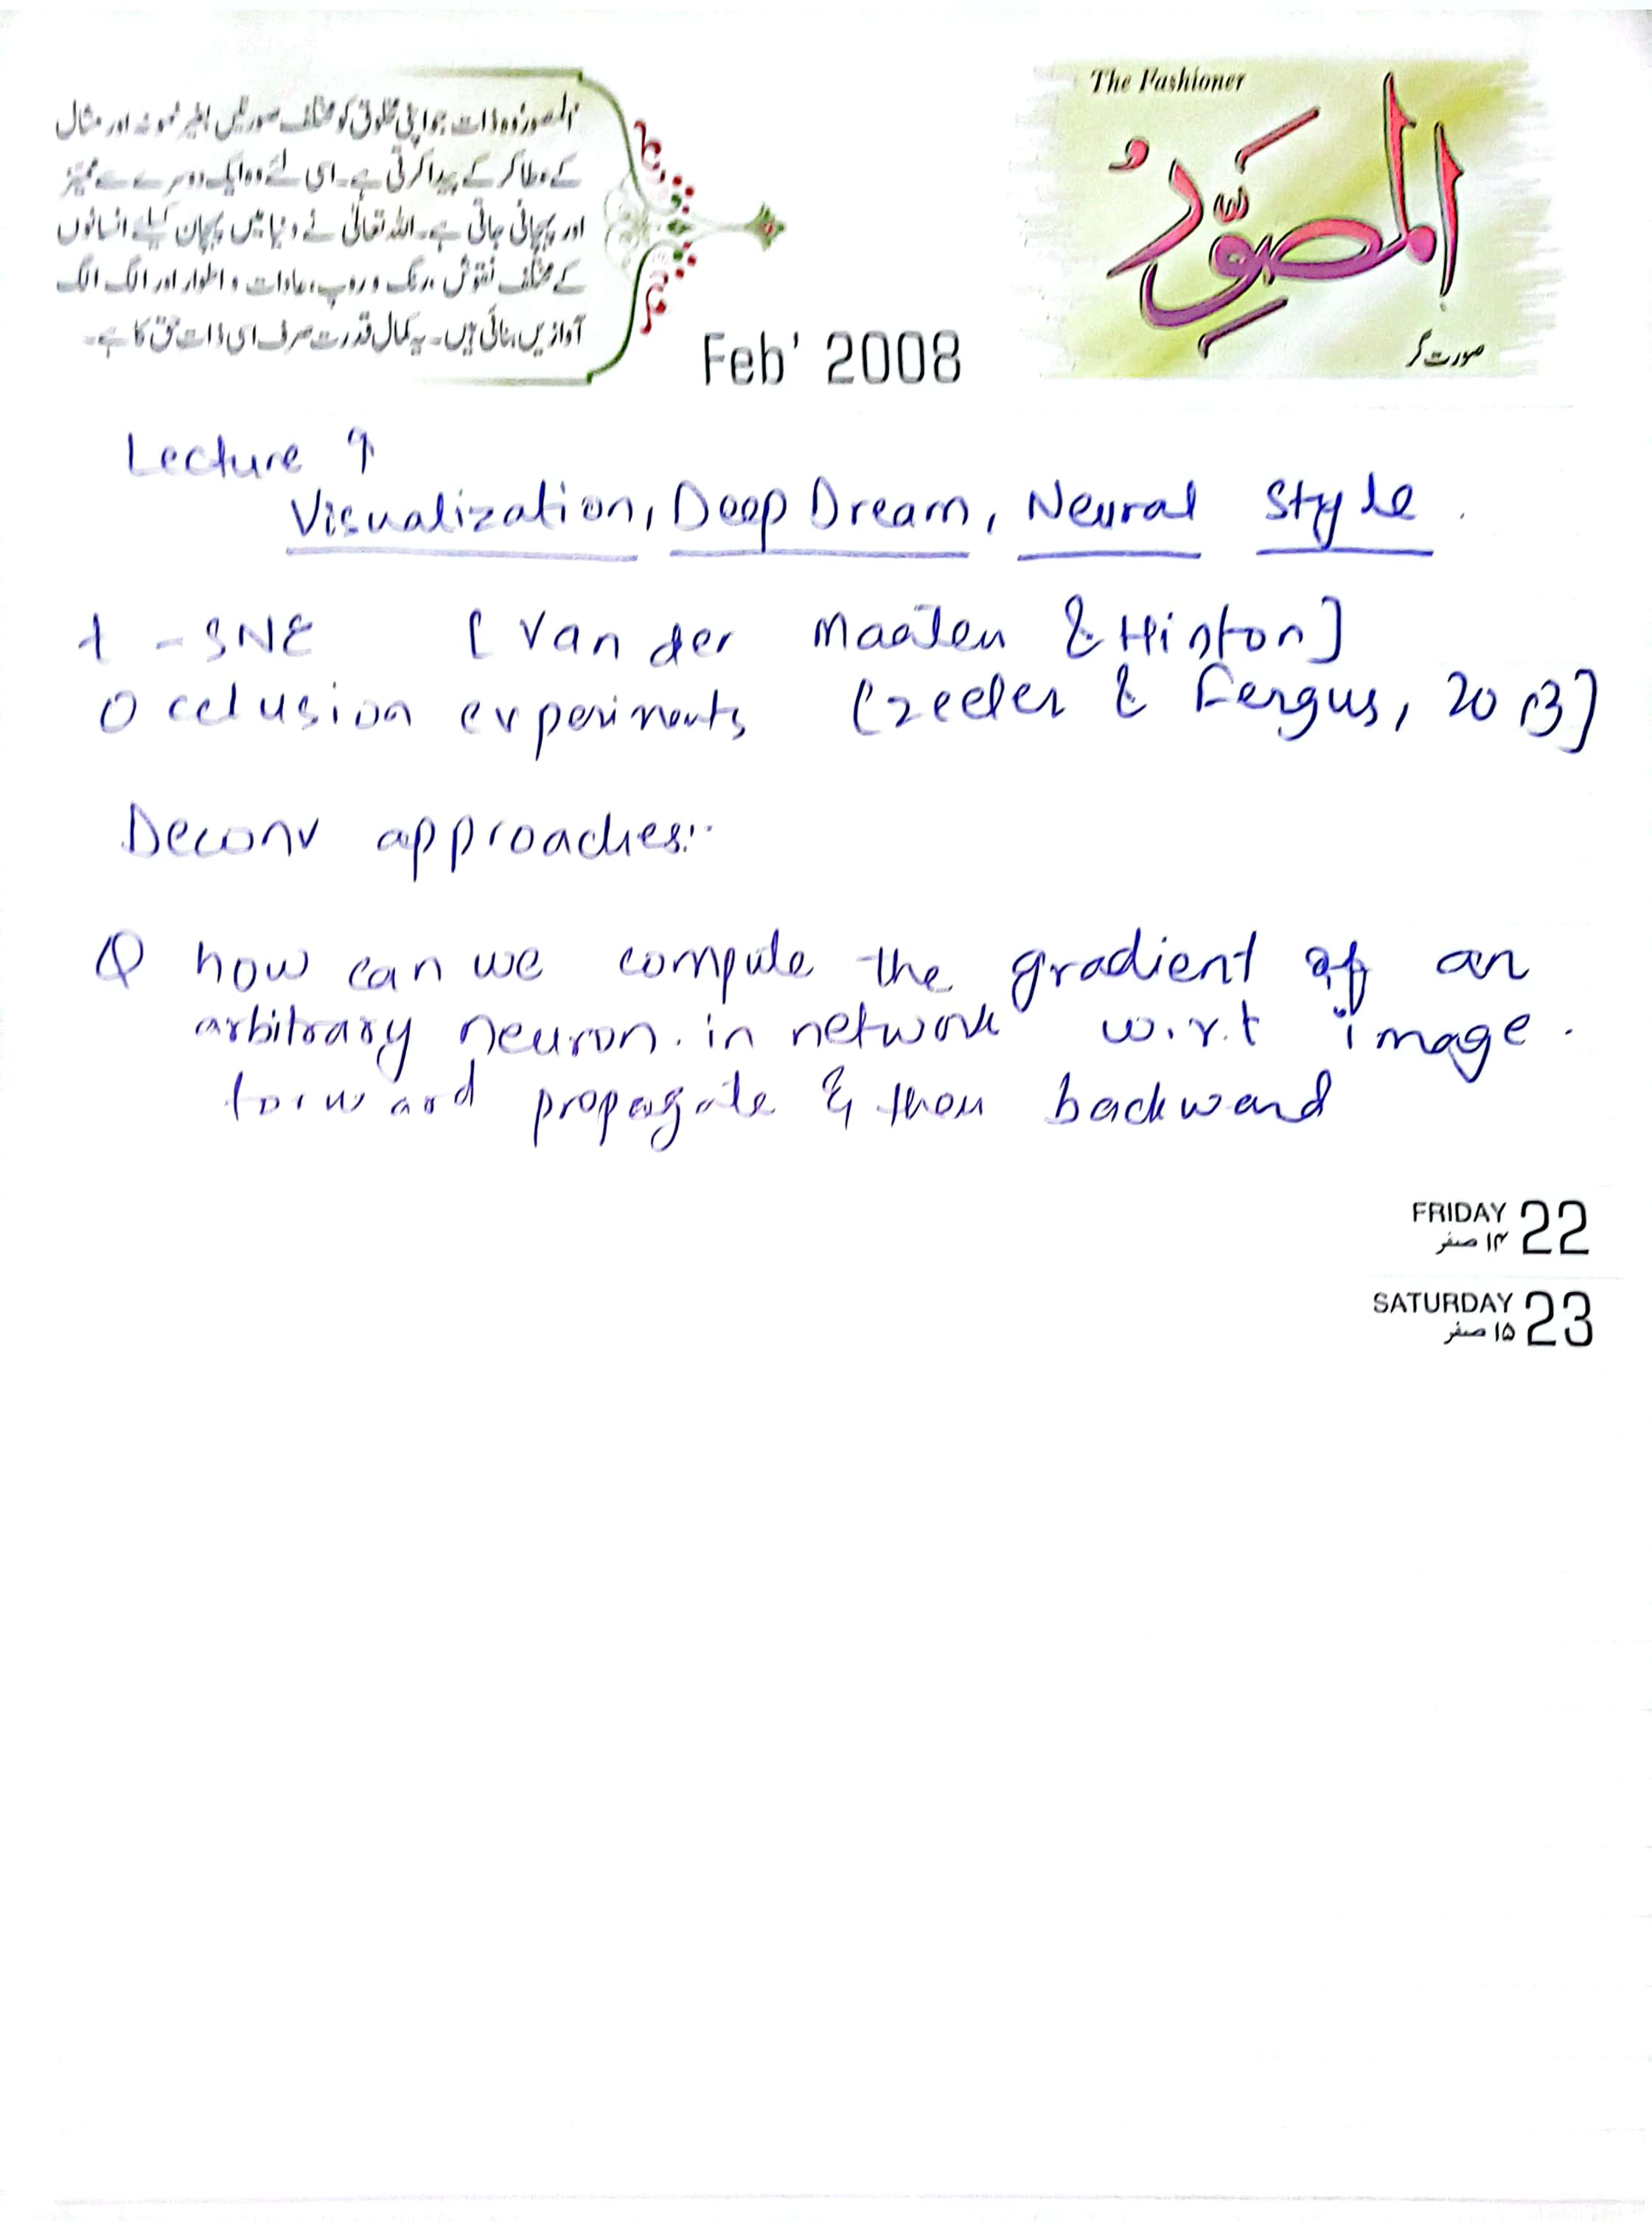 المصور وہ ذات جو اپنی مخلوق کو مختلف صورتیں بغیر نمونہ اور مثال
کے عطا کر کے پیدا کرتی ہے۔ اسی لئے وہ ایک دوسرے سے ممیز
اور پہچانی جاتی ہے۔ اللہ تعالیٰ نے دنیا میں پہچان کیلئے انسانوں
کے مختلف نقوش، رنگ و روپ، عادات و اطوار اور الگ الگ
آوازیں بنائی ہیں۔ یہ کمال قدرت صرف اسی ذات حق کا ہے۔
The Fashioner
المصوّر
صورت گر
Feb' 2008
Lecture 9
Visualization, Deep Dream, Neural Style.
t-SNE [Van der Maaten & Hinton]
Occlusion experiments [Zeeler & Fergus, 2013]
Deconv approaches:-
Q how can we compute the gradient of an
arbitrary neuron. in network w.r.t image.
forward propagate & then backward
FRIDAY 22
۱۴ صفر
SATURDAY 23
۱۵ صفر